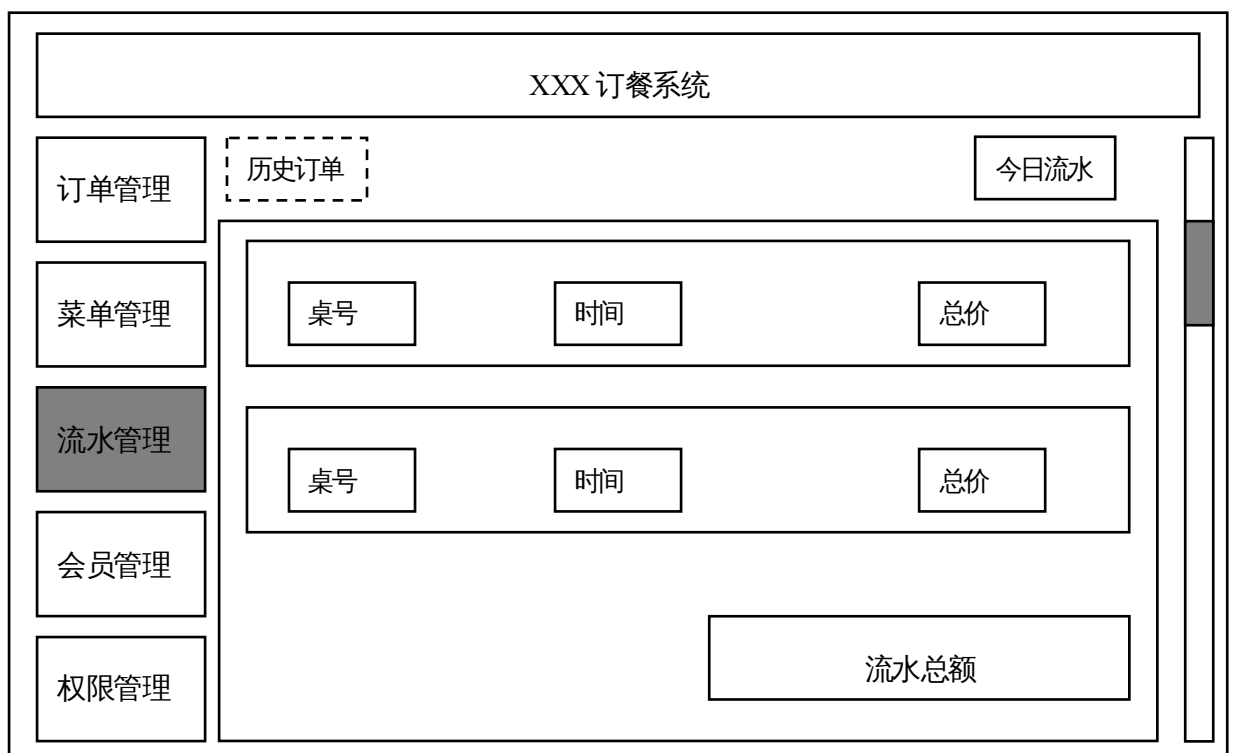 XXX 订餐系统
订单管理
历史订单
今日流水
菜单管理
桌号
时间
总价
流水管理
桌号
时间
总价
会员管理
流水总额
权限管理